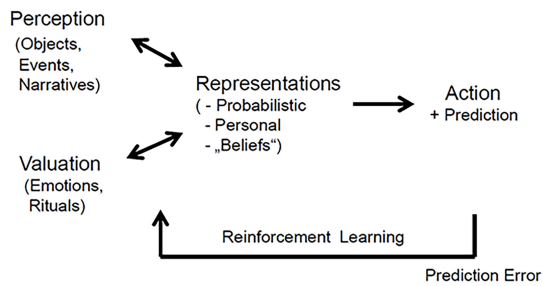 Perception
(Objects,
Events,
Narratives)
Representations
( - Probabilistic
- Personal
- „Beliefs“)
Action
+ Prediction
Valuation
(Emotions,
Rituals)
Reinforcement Learning
Prediction Error